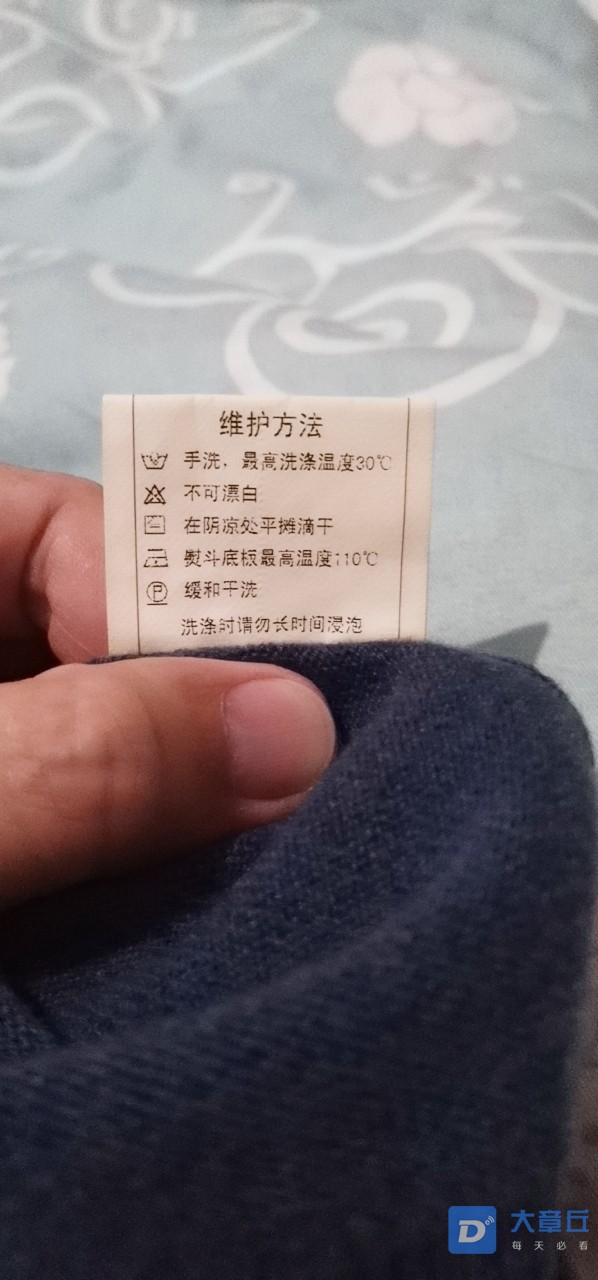 维护方法
手洗，最高洗涤温度30℃
不可漂白
在阴凉处平摊滴干
熨斗底板最高温度110℃
P
缓和干洗
洗涤时请勿长时间浸泡
D
大章丘
每天必看